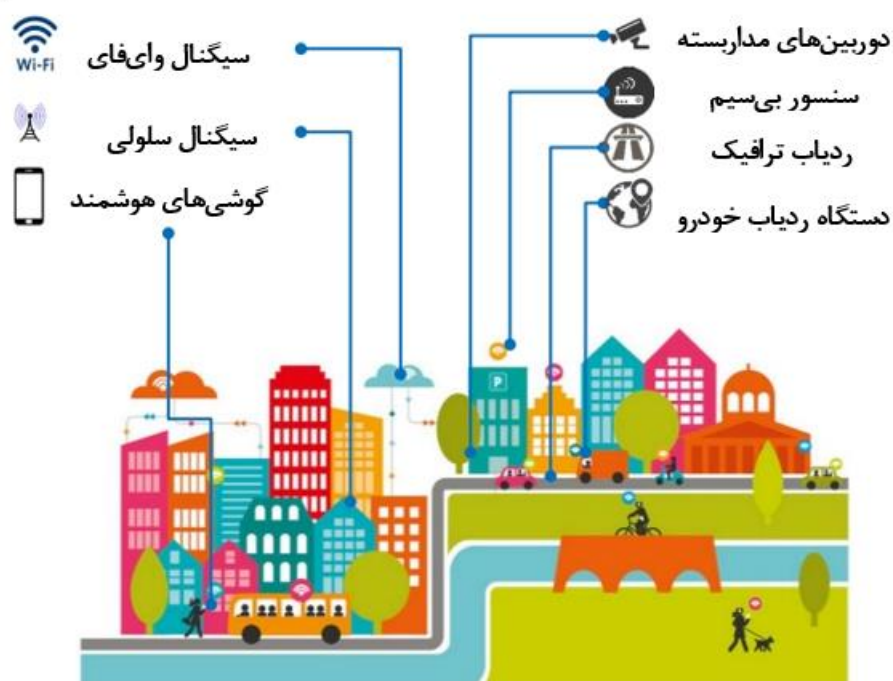 دوربین‌های مداربسته
سنسور بی‌سیم
ردیاب ترافیک
دستگاه ردیاب خودرو
سیگنال وای‌فای
Wi-Fi
سیگنال سلولی
گوشی‌های هوشمند
P